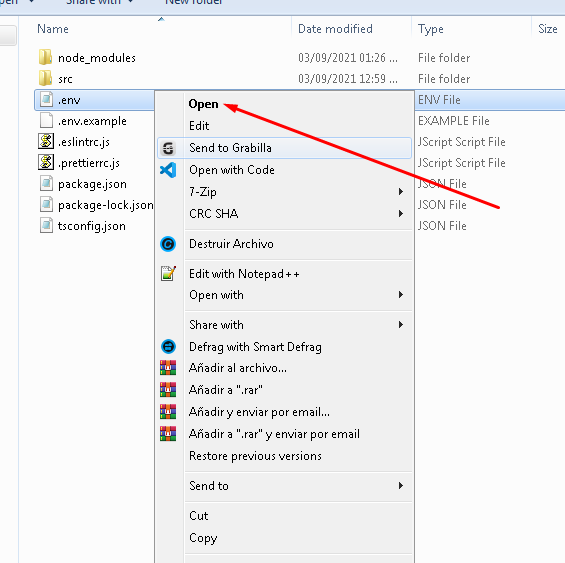 Share with
New folder
Name
Date modified
Type
Size
node_modules 03/09/2021 01:26 ... File folder
src 03/09/2021 12:59 ... File folder
.env ENV File
.env.example EXAMPLE File
.eslintrc.js JScript Script File
.prettierrc.js JScript Script File
package.json JSON File
package-lock.json JSON File
tsconfig.json JSON File
Open
Edit
Send to Grabilla
Open with Code
7-Zip
CRC SHA
Destruir Archivo
Edit with Notepad++
Open with
Share with
Defrag with Smart Defrag
Añadir al archivo...
Añadir a ".rar"
Añadir y enviar por email...
Añadir a ".rar" y enviar por email
Restore previous versions
Send to
Cut
Copy